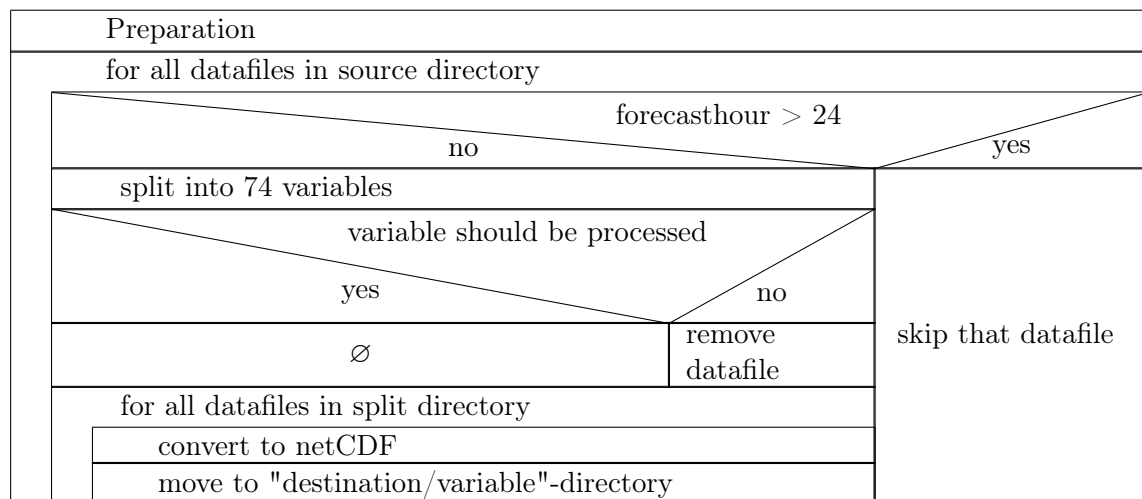 Preparation
for all datafiles in source directory
forecasthour > 24
no
yes
split into 74 variables
variable should be processed
yes
no
∅
remove
datafile
skip that datafile
for all datafiles in split directory
convert to netCDF
move to "destination/variable"-directory